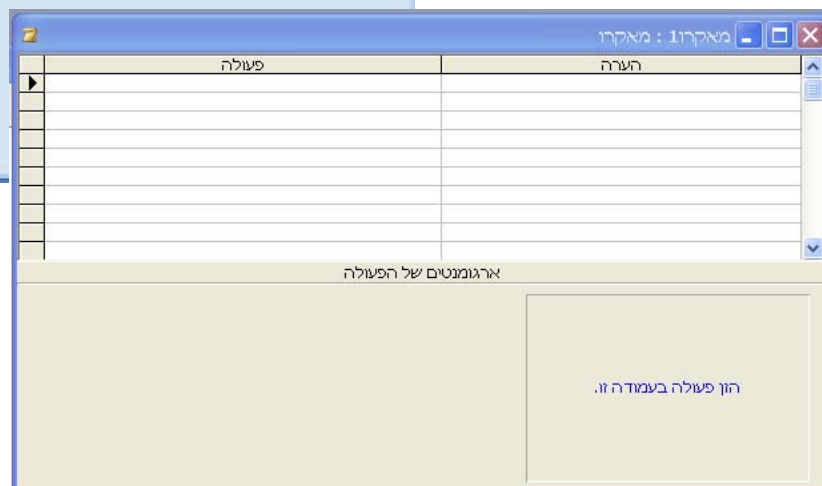 מאקרו1 : מאקרו
פעולה הערה
ארגומנטים של הפעולה
הזן פעולה בעמודה זו.